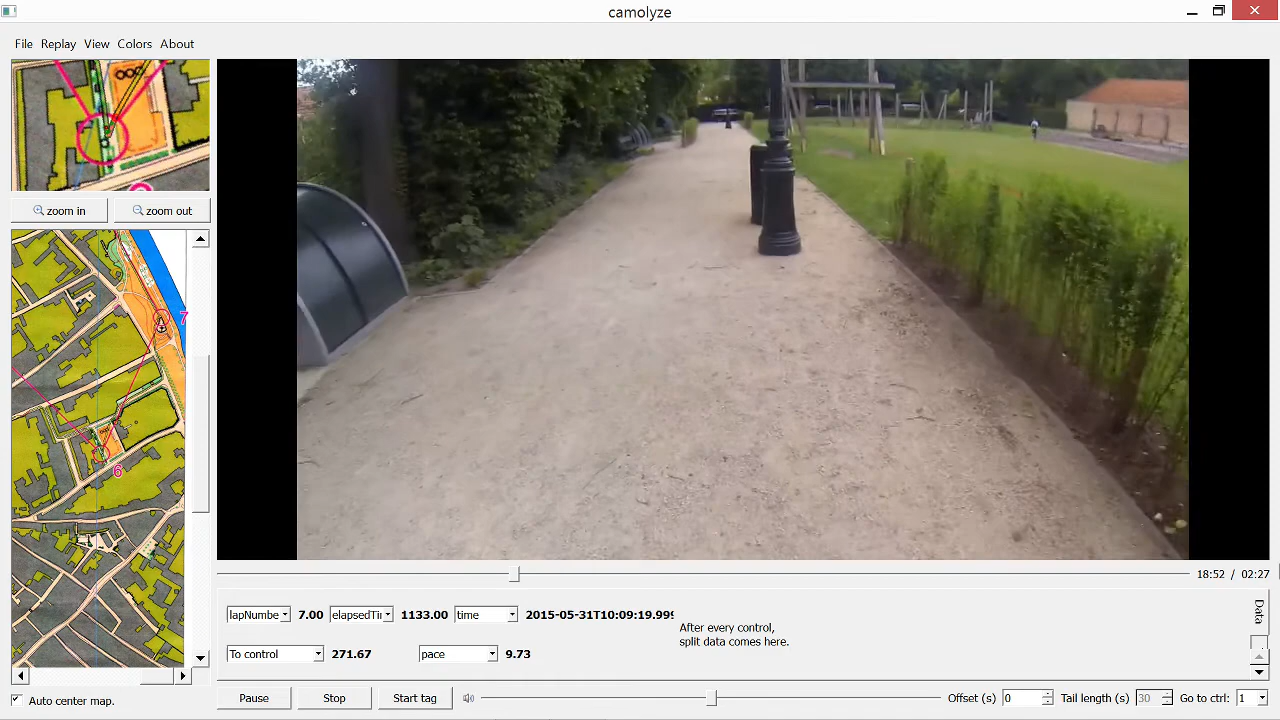 camolyze
File Replay View Colors About
zoom in zoom out
7
6
18:52 / 02:27
lapNumbe 7.00 elapsedTii 1133.00 time 2015-05-31T10:09:19.999
After every control,
split data comes here.
Data
To control 271.67 pace 9.73
Auto center map.
Pause Stop Start tag Offset (s) 0 Tail length (s) 30 Go to ctrl: 1